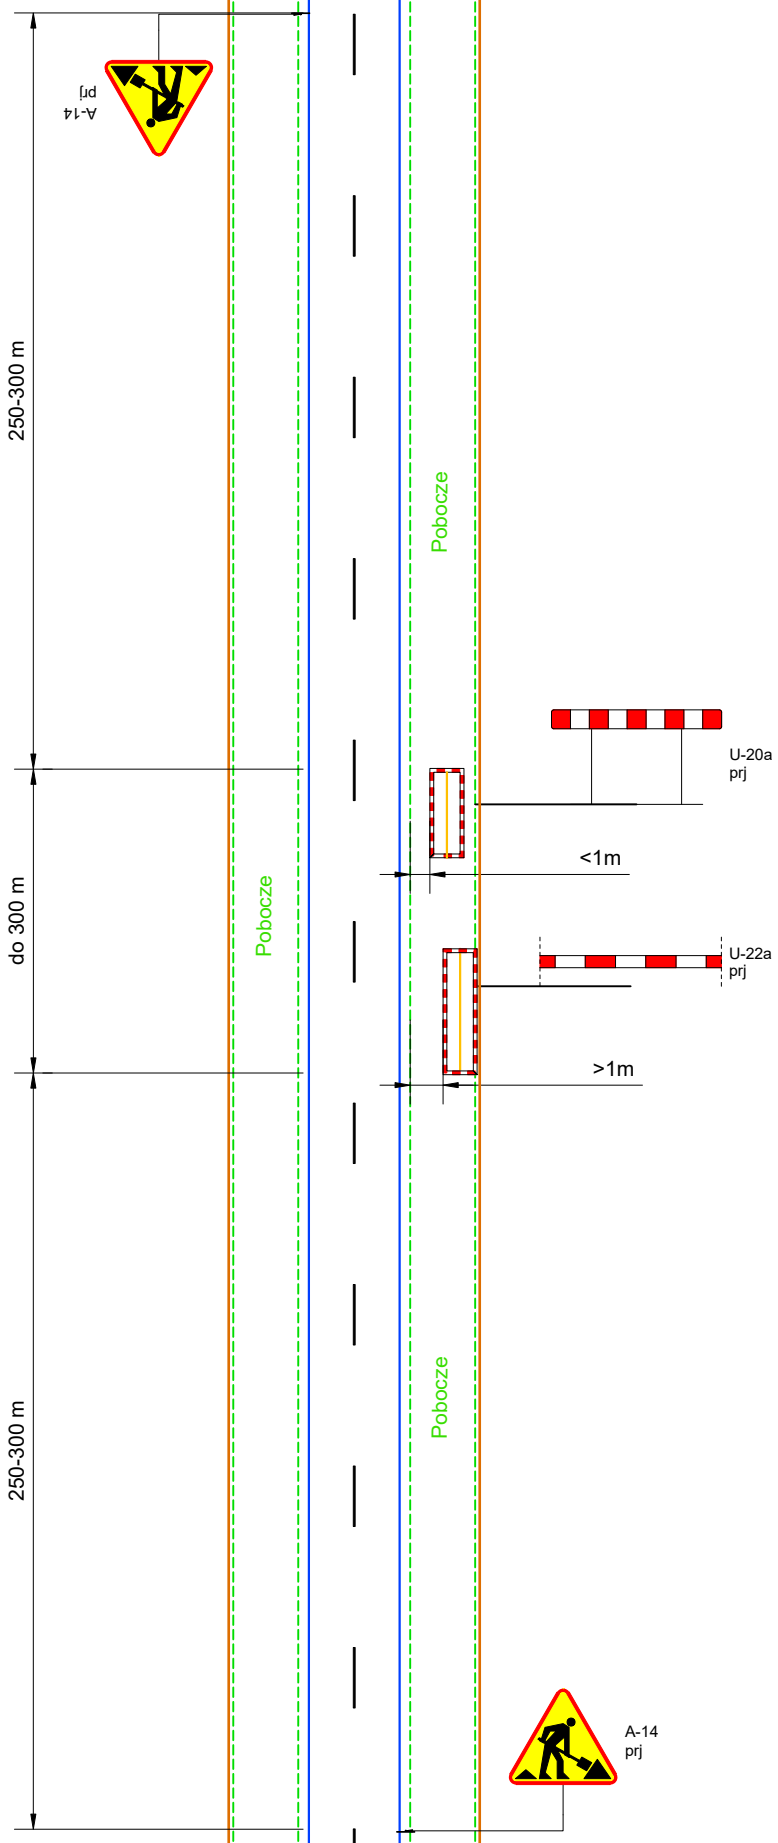 prj
A-14
250-300 m
Pobocze
U-20a
prj
<1m
do 300 m
Pobocze
U-22a
prj
>1m
250-300 m
Pobocze
A-14
prj